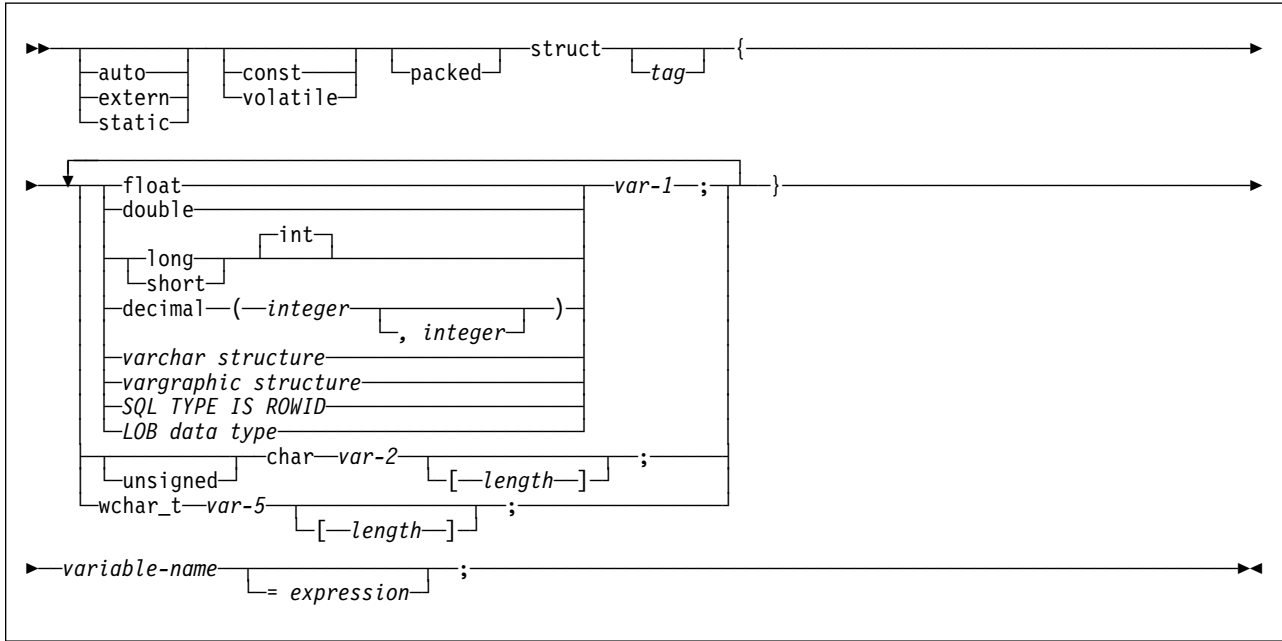 struct {
auto const packed tag
extern volatile
static
float var-1 ; }
double
int
long
short
decimal ( integer )
, integer
varchar structure
vargraphic structure
SQL TYPE IS ROWID
LOB data type
char var-2 ;
unsigned [ length ]
wchar_t var-5 ;
[ length ]
variable-name ;
= expression